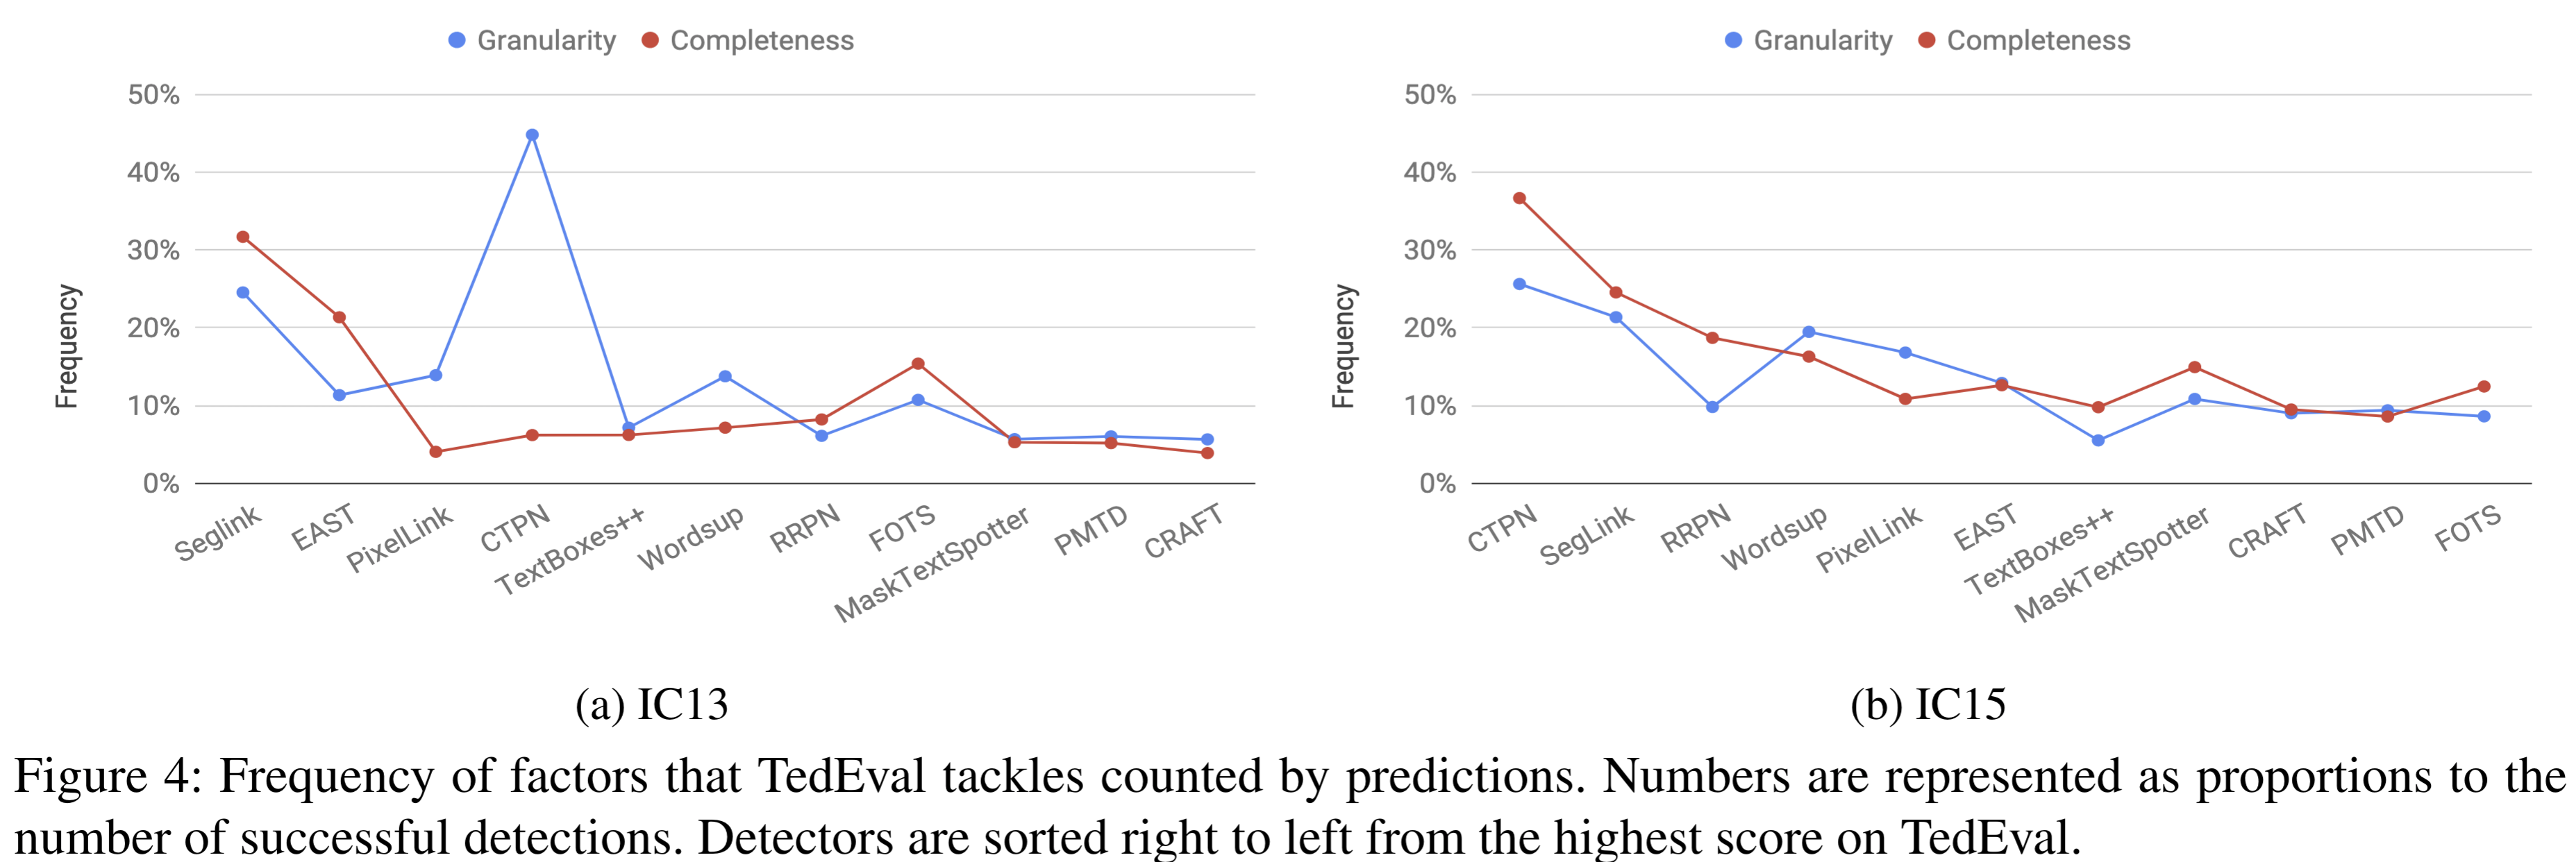 Granularity Completeness
50%
40%
30%
20%
10%
0%
Frequency
Seglink EAST PixelLink CTPN TextBoxes++ Wordsup RRPN FOTS MaskTextSpotter PMTD CRAFT
(a) IC13
Granularity Completeness
50%
40%
30%
20%
10%
0%
Frequency
CTPN SegLink RRPN Wordsup PixelLink EAST TextBoxes++ MaskTextSpotter CRAFT PMTD FOTS
(b) IC15
Figure 4: Frequency of factors that TedEval tackles counted by predictions. Numbers are represented as proportions to the
number of successful detections. Detectors are sorted right to left from the highest score on TedEval.